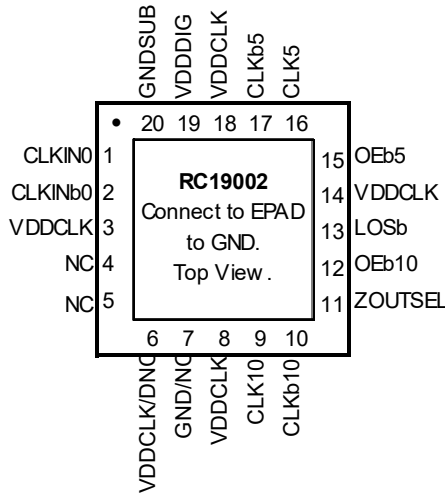 GNDSUB
VDDDIG
VDDCLK
CLKb5
CLK5
20 19 18 17 16
CLKIN0 1
CLKINb0 2
VDDCLK 3
NC 4
NC 5
RC19002
Connect to EPAD
to GND.
Top View .
15 OEb5
14 VDDCLK
13 LOSb
12 OEb10
11 ZOUTSEL
6 7 8 9 10
VDDCLK/DNC
GND/NC
VDDCLK
CLK10
CLKb10